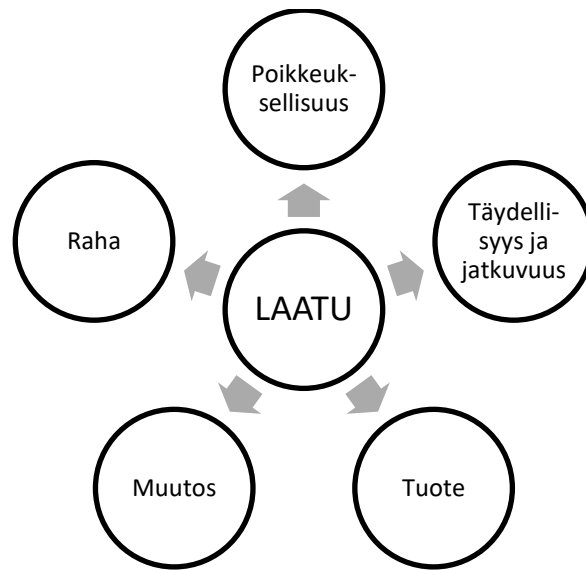 Poikkeuk-
sellisuus
Raha
Täydelli-
syys ja
jatkuvuus
LAATU
Muutos
Tuote